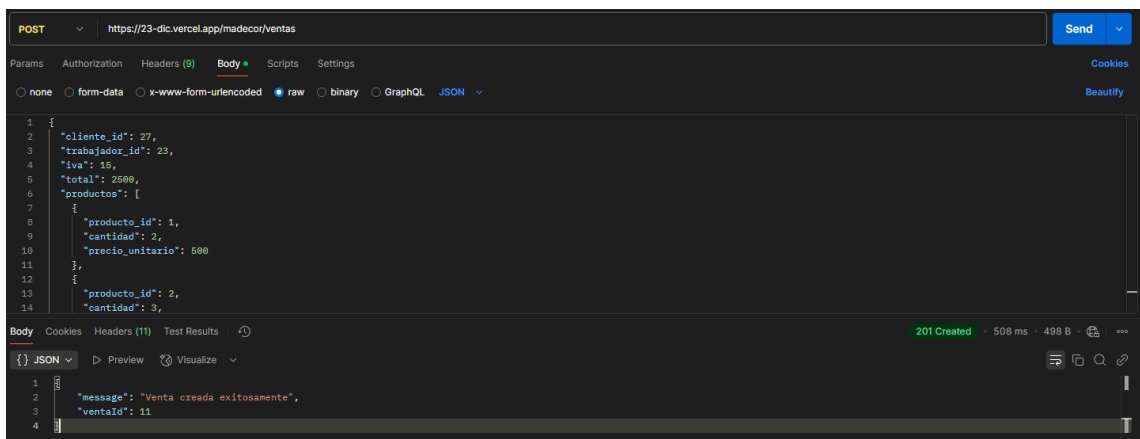 POST https://23-dic.vercel.app/madecor/ventas Send
Params Authorization Headers (9) Body Scripts Settings Cookies
none form-data x-www-form-urlencoded raw binary GraphQL JSON Beautify
1 {
2 "cliente_id": 27,
3 "trabajador_id": 23,
4 "iva": 15,
5 "total": 2500,
6 "productos": [
7 {
8 "producto_id": 1,
9 "cantidad": 2,
10 "precio_unitario": 500
11 },
12 {
13 "producto_id": 2,
14 "cantidad": 3,
Body Cookies Headers (11) Test Results 201 Created 508 ms 498 B
{} JSON Preview Visualize
1 {
2 "message": "Venta creada exitosamente",
3 "ventaId": 11
4 }